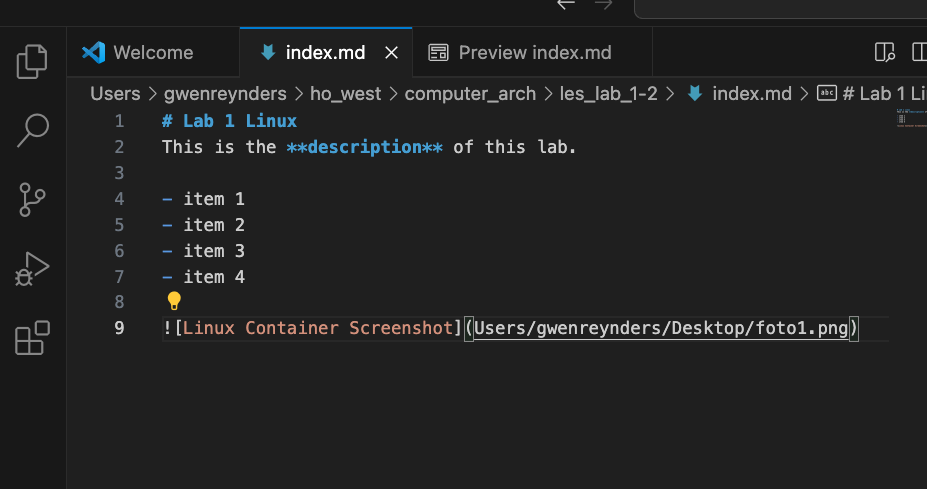 Welcome
index.md
Preview index.md
Users > gwenreynders > ho_west > computer_arch > les_lab_1-2 > index.md > abc # Lab 1 Li
1 # Lab 1 Linux
2 This is the **description** of this lab.
3
4 - item 1
5 - item 2
6 - item 3
7 - item 4
8
9 ![Linux Container Screenshot](Users/gwenreynders/Desktop/foto1.png)